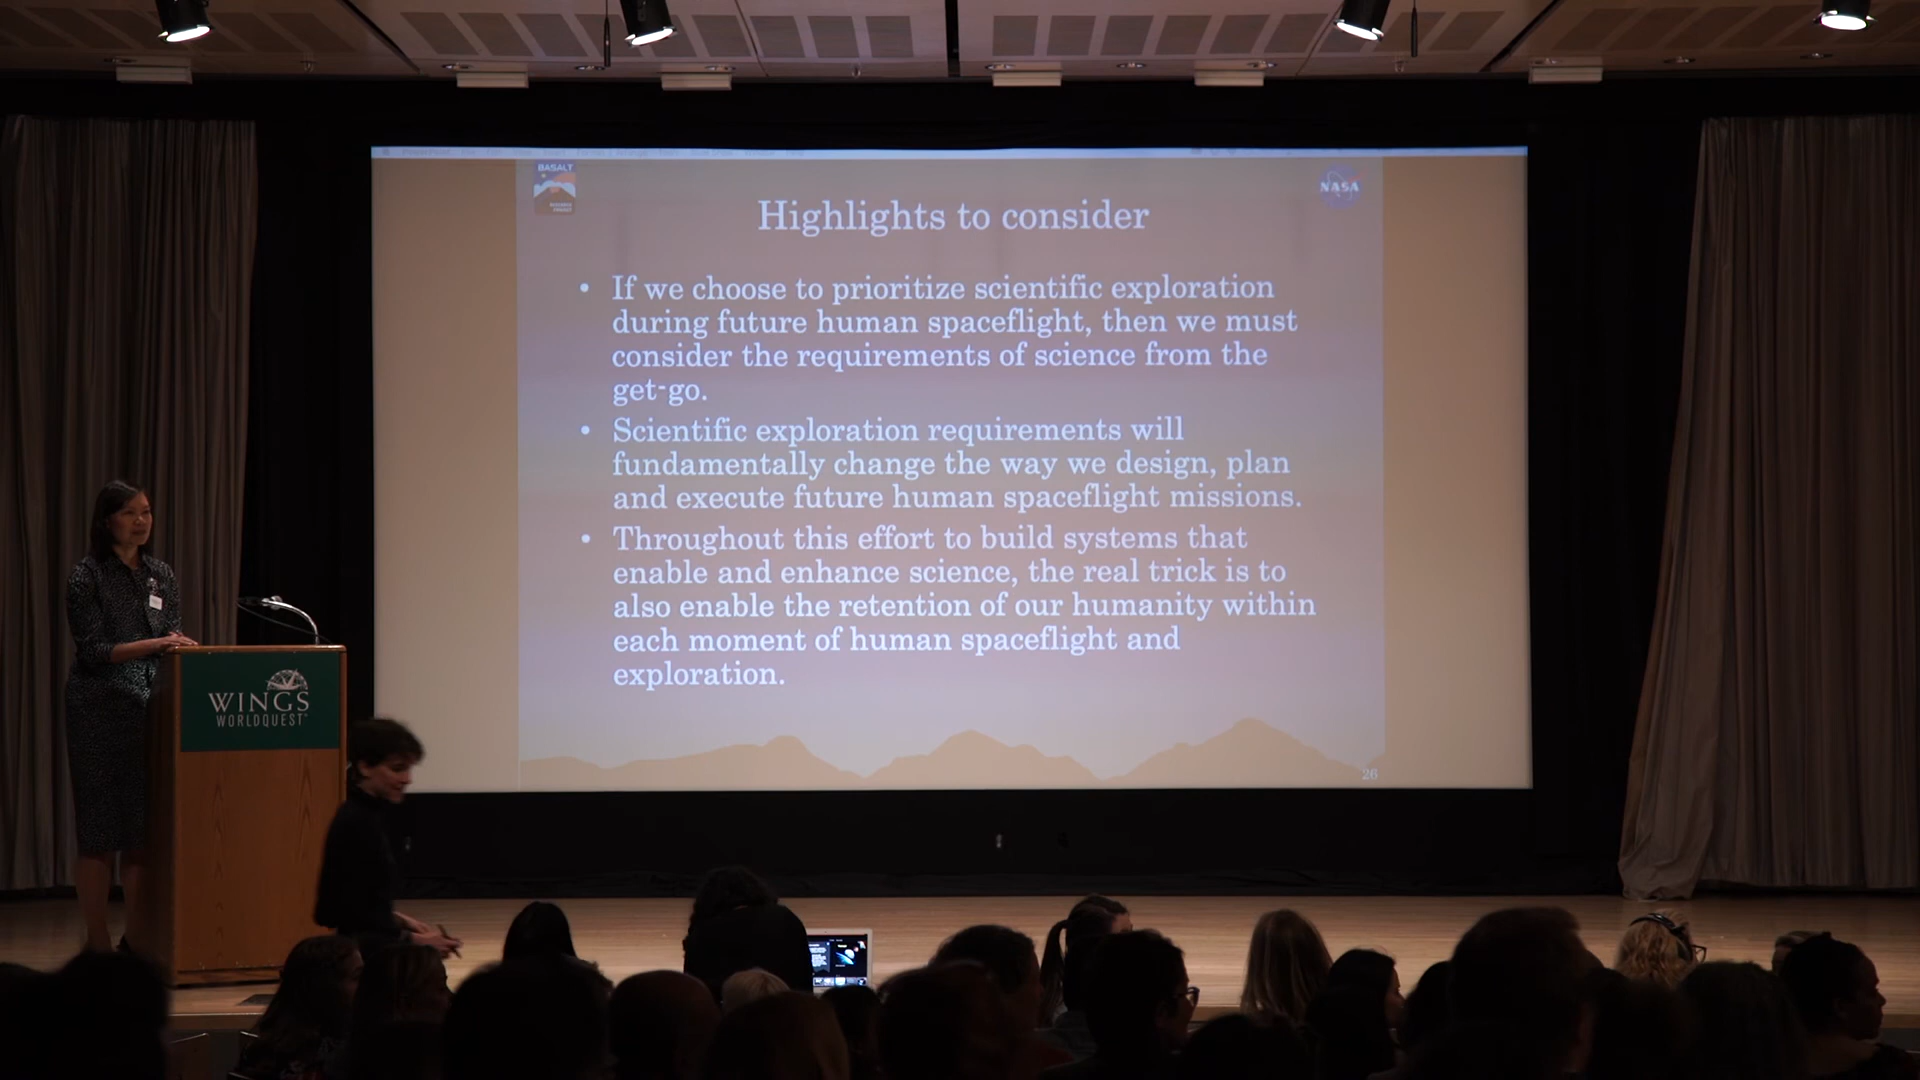 BASALT
NASA
Highlights to consider
• If we choose to prioritize scientific exploration
during future human spaceflight, then we must
consider the requirements of science from the
get-go.
• Scientific exploration requirements will
fundamentally change the way we design, plan
and execute future human spaceflight missions.
• Throughout this effort to build systems that
enable and enhance science, the real trick is to
also enable the retention of our humanity within
each moment of human spaceflight and
exploration.
26
WINGS
WORLDQUEST